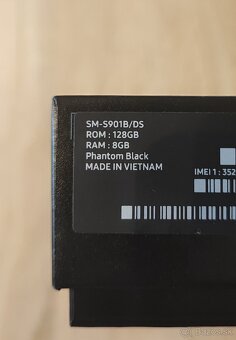 SM-S901B/DS
ROM : 128GB
RAM : 8GB
Phantom Black
MADE IN VIETNAM
IMEI 1 : 352